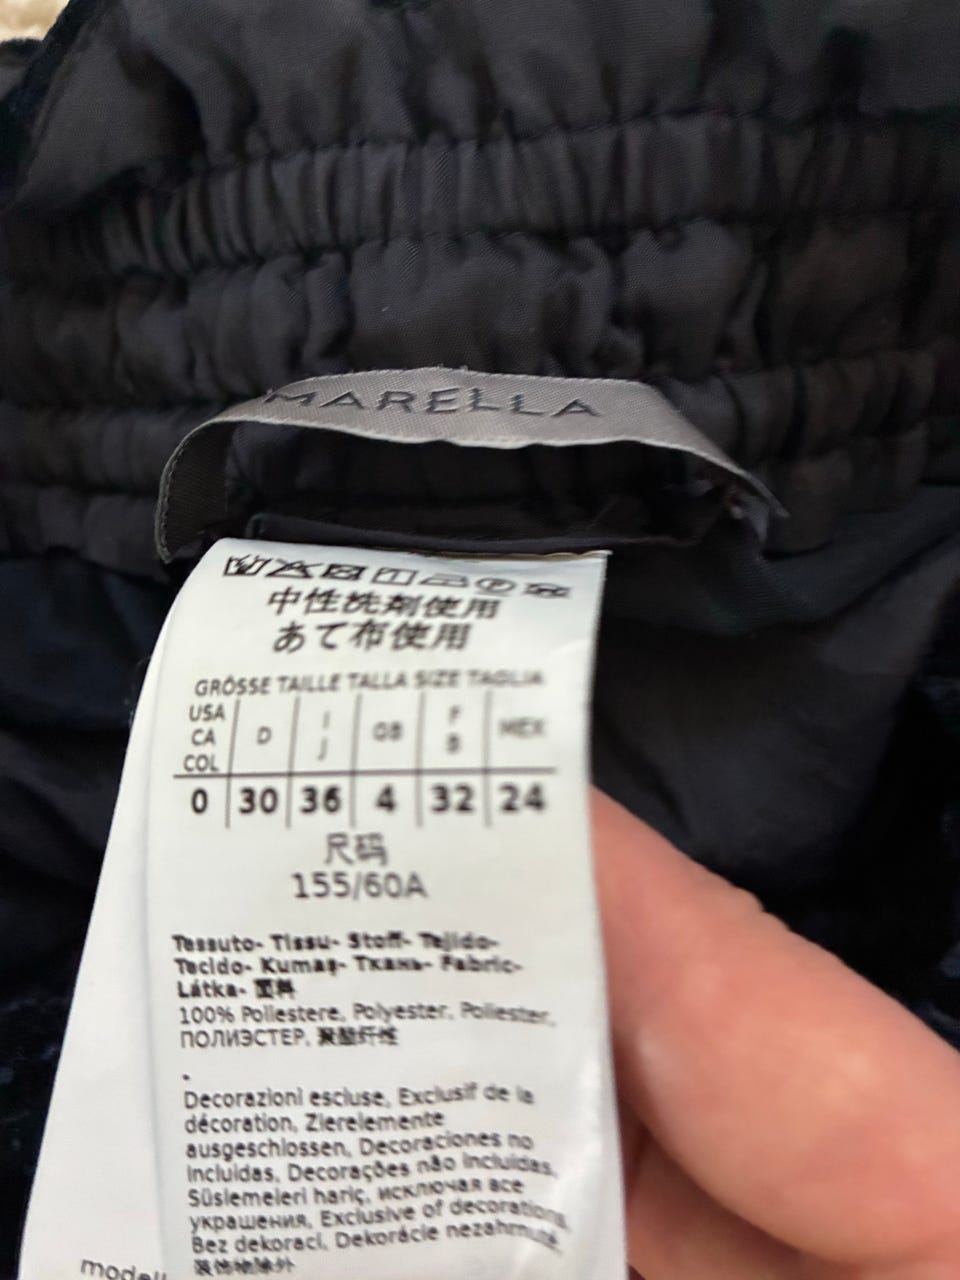 MARELLA
中性洗剤使用
あて布使用
GRÖSSE TAILLE TALLA SIZE TAGLIA
USA CA COL D I J GB F B MEX
0 30 36 4 32 24
尺码
155/60A
Tessuto- Tissu- Stoff- Tejido-
Tecido- Kumaş- Ткань- Fabric-
Látka- 面料
100% Poliestere, Polyester, Poliester,
ПОЛИЭСТЕР, 聚酯纤维
.
Decorazioni escluse, Exclusif de la
décoration, Zierelemente
ausgeschlossen, Decoraciones no
incluidas, Decorações não incluidas,
Süslemeleri hariç, исключая все
украшения, Exclusive of decorations,
Bez dekoraci, Dekorácie nezahrnuté,
装饰物除外